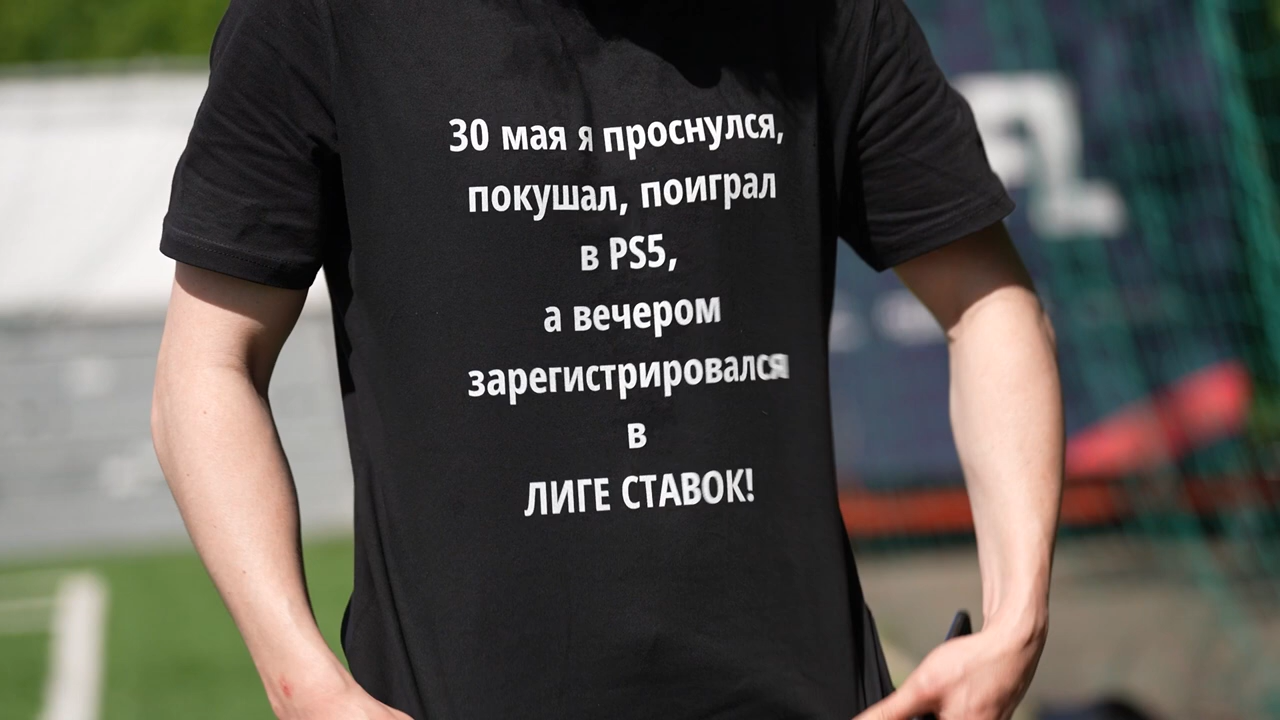 30 мая я проснулся,
покушал, поиграл
в PS5,
а вечером
зарегистрировался
в
ЛИГЕ СТАВОК!